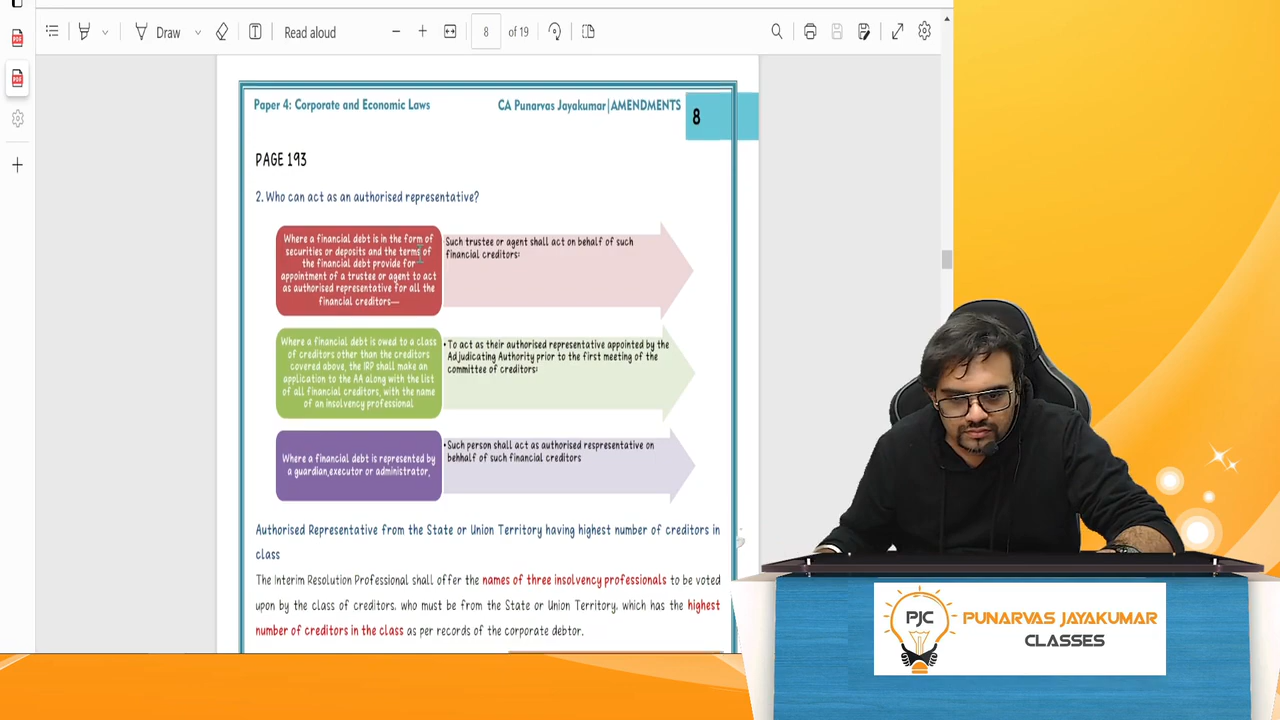 Draw
Read aloud
8
of 19
Paper 4: Corporate and Economic Laws
CA Punarvas Jayakumar|AMENDMENTS
8
PAGE 193
2. Who can act as an authorised representative?
Where a financial debt is in the form of
securities or deposits and the terms of
the financial debt provide for
appointment of a trustee or agent to act
as authorised representative for all the
financial creditors—
Such trustee or agent shall act on behalf of such
financial creditors:
Where a financial debt is owed to a class
of creditors other than the creditors
covered above, the IRP shall make an
application to the AA along with the list
of all financial creditors, with the name
of an insolvency professional
• To act as their authorised representative appointed by the
Adjudicating Authority prior to the first meeting of the
committee of creditors:
Where a financial debt is represented by
a guardian,executor or administrator,
• Such person shall act as authorised respresentative on
behhalf of such financial creditors
Authorised Representative from the State or Union Territory having highest number of creditors in
class
The Interim Resolution Professional shall offer the names of three insolvency professionals to be voted
upon by the class of creditors, who must be from the State or Union Territory, which has the highest
number of creditors in the class as per records of the corporate debtor.
PJC
PUNARVAS JAYAKUMAR
CLASSES